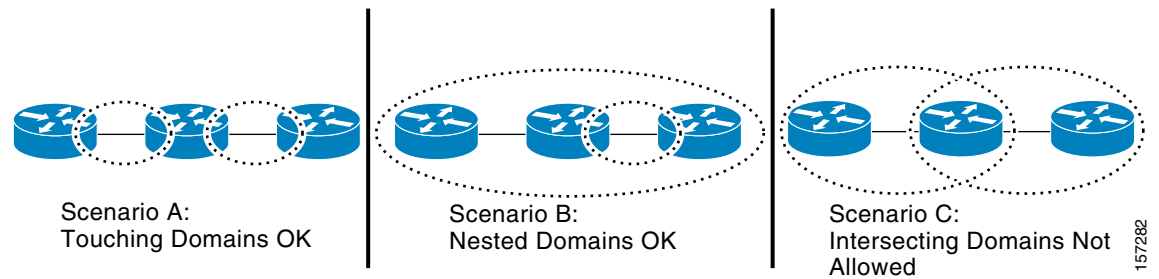 Scenario A:
Touching Domains OK
Scenario B:
Nested Domains OK
Scenario C:
Intersecting Domains Not
Allowed
157282